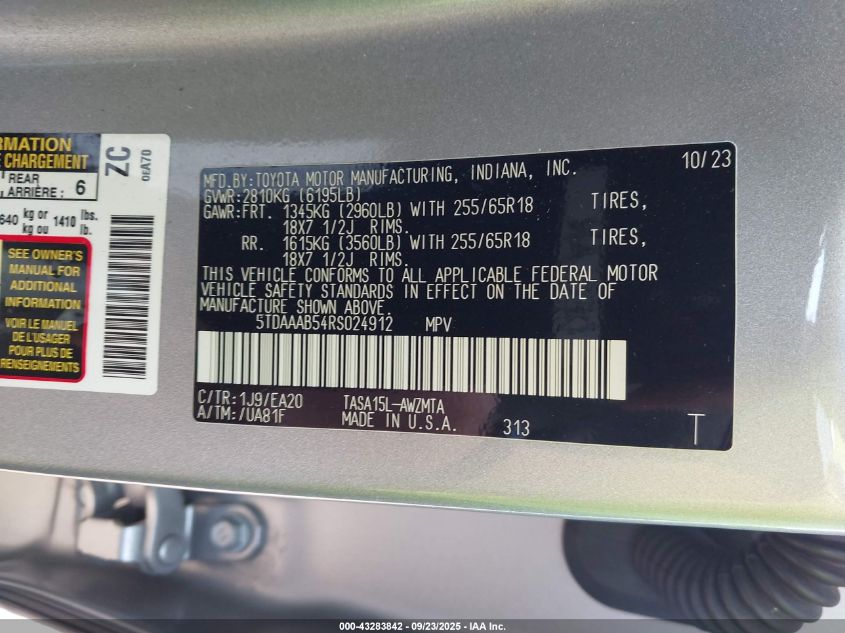 RMATION
E CHARGEMENT
REAR
ARRIÈRE : 6
640 kg or 1410 lbs.
kg ou lb.
SEE OWNER'S
MANUAL FOR
ADDITIONAL
INFORMATION
VOIR LE MANUEL
DE L'USAGER
POUR PLUS DE
RENSEIGNEMENTS
ZC
0EA70
10/23
MFD.BY:TOYOTA MOTOR MANUFACTURING, INDIANA, INC.
GVWR:2810KG (6195LB)
GAWR:FRT. 1345KG (2960LB) WITH 255/65R18 TIRES,
18X7 1/2J RIMS.
RR. 1615KG (3560LB) WITH 255/65R18 TIRES,
18X7 1/2J RIMS.
THIS VEHICLE CONFORMS TO ALL APPLICABLE FEDERAL MOTOR
VEHICLE SAFETY STANDARDS IN EFFECT ON THE DATE OF
MANUFACTURE SHOWN ABOVE.
5TDAAAB54RS024912 MPV
C/TR:1J9/EA20 TASA15L-AWZMTA
A/TM:/UA81F MADE IN U.S.A. 313 T
000-43283842 - 09/23/2025 - IAA Inc.